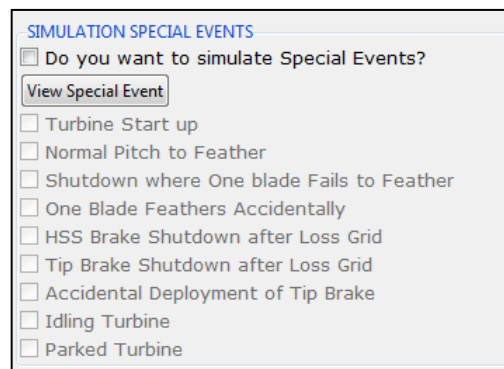 SIMULATION SPECIAL EVENTS
Do you want to simulate Special Events?
View Special Event
Turbine Start up
Normal Pitch to Feather
Shutdown where One blade Fails to Feather
One Blade Feathers Accidentally
HSS Brake Shutdown after Loss Grid
Tip Brake Shutdown after Loss Grid
Accidental Deployment of Tip Brake
Idling Turbine
Parked Turbine